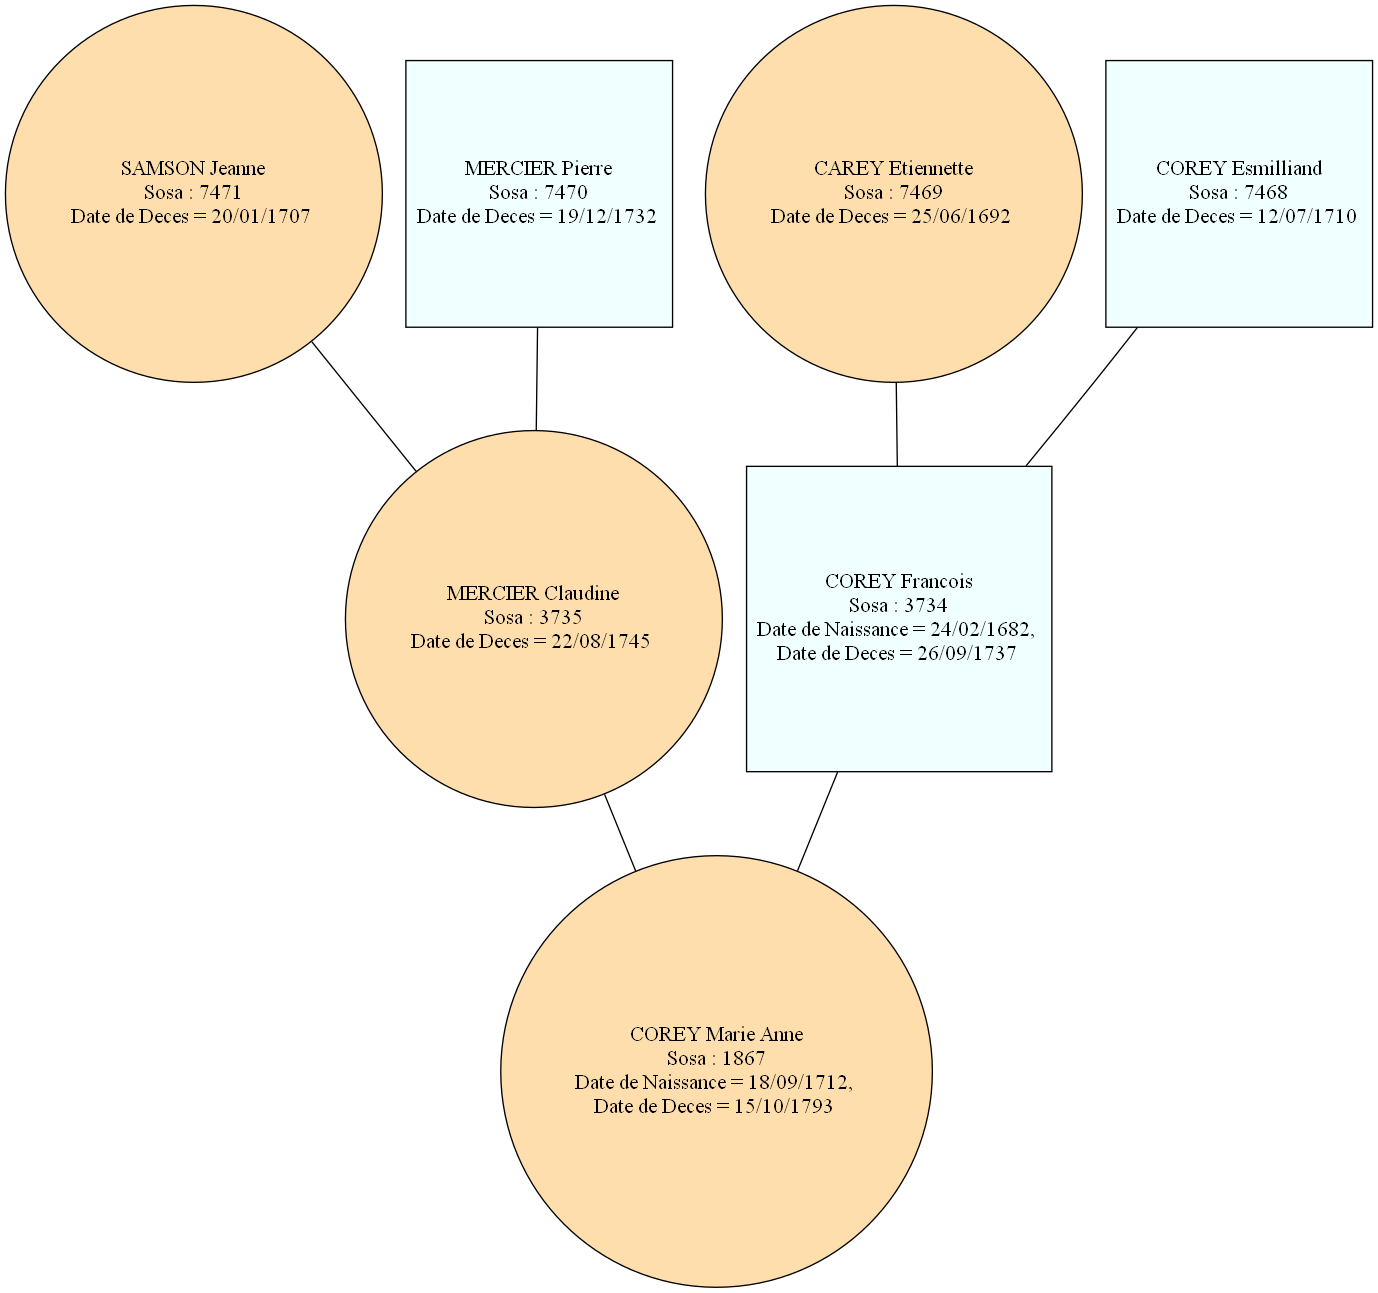 SAMSON Jeanne
Sosa : 7471
Date de Deces = 20/01/1707
MERCIER Pierre
Sosa : 7470
Date de Deces = 19/12/1732
CAREY Etiennette
Sosa : 7469
Date de Deces = 25/06/1692
COREY Esmilliand
Sosa : 7468
Date de Deces = 12/07/1710
MERCIER Claudine
Sosa : 3735
Date de Deces = 22/08/1745
COREY Francois
Sosa : 3734
Date de Naissance = 24/02/1682,
Date de Deces = 26/09/1737
COREY Marie Anne
Sosa : 1867
Date de Naissance = 18/09/1712,
Date de Deces = 15/10/1793